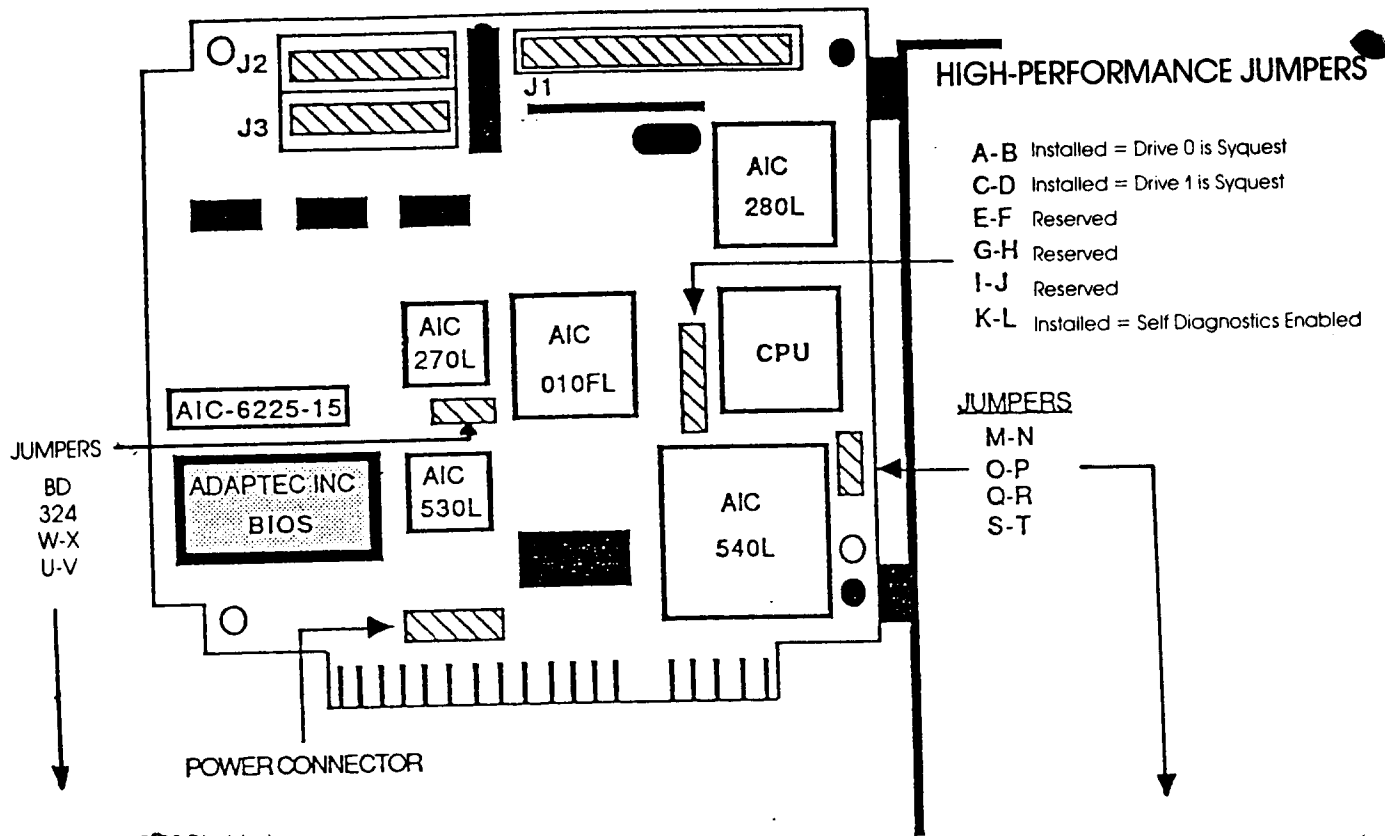 J2
J3
J1
HIGH-PERFORMANCE JUMPERS
A-B Installed = Drive 0 is Syquest
C-D Installed = Drive 1 is Syquest
E-F Reserved
G-H Reserved
I-J Reserved
K-L Installed = Self Diagnostics Enabled
AIC
280L
AIC
270L
AIC
010FL
CPU
AIC-6225-15
JUMPERS
BD
324
W-X
U-V
ADAPTEC INC
BIOS
AIC
530L
AIC
540L
JUMPERS
M-N
O-P
Q-R
S-T
POWER CONNECTOR